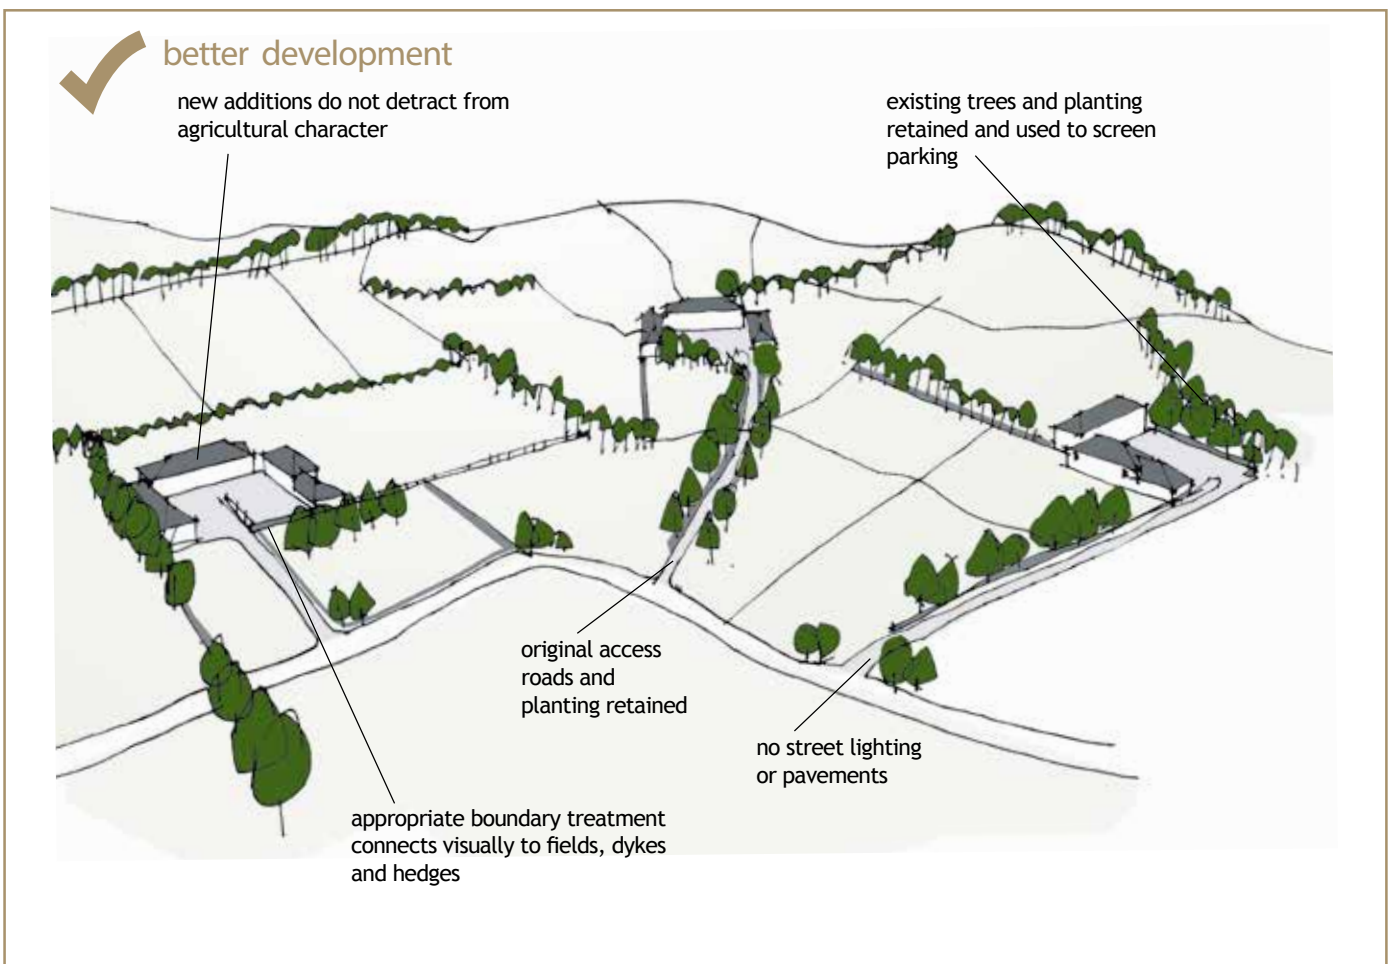 better development
new additions do not detract from
agricultural character
existing trees and planting
retained and used to screen
parking
original access
roads and
planting retained
no street lighting
or pavements
appropriate boundary treatment
connects visually to fields, dykes
and hedges